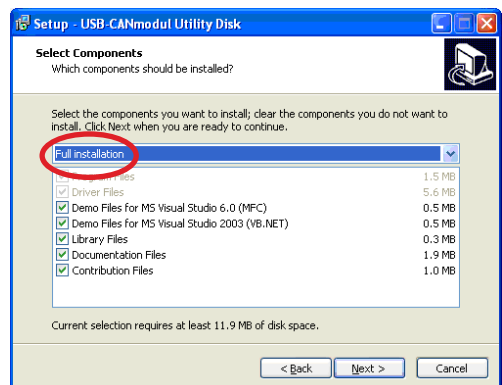 Setup - USB-CANmodul Utility Disk
Select Components
Which components should be installed?
Select the components you want to install; clear the components you do not want to
install. Click Next when you are ready to continue.
Full installation
Program Files 1.5 MB
Driver Files 5.6 MB
Demo Files for MS Visual Studio 6.0 (MFC) 0.5 MB
Demo Files for MS Visual Studio 2003 (VB.NET) 0.5 MB
Library Files 0.3 MB
Documentation Files 1.9 MB
Contribution Files 1.0 MB
Current selection requires at least 11.9 MB of disk space.
< Back Next > Cancel